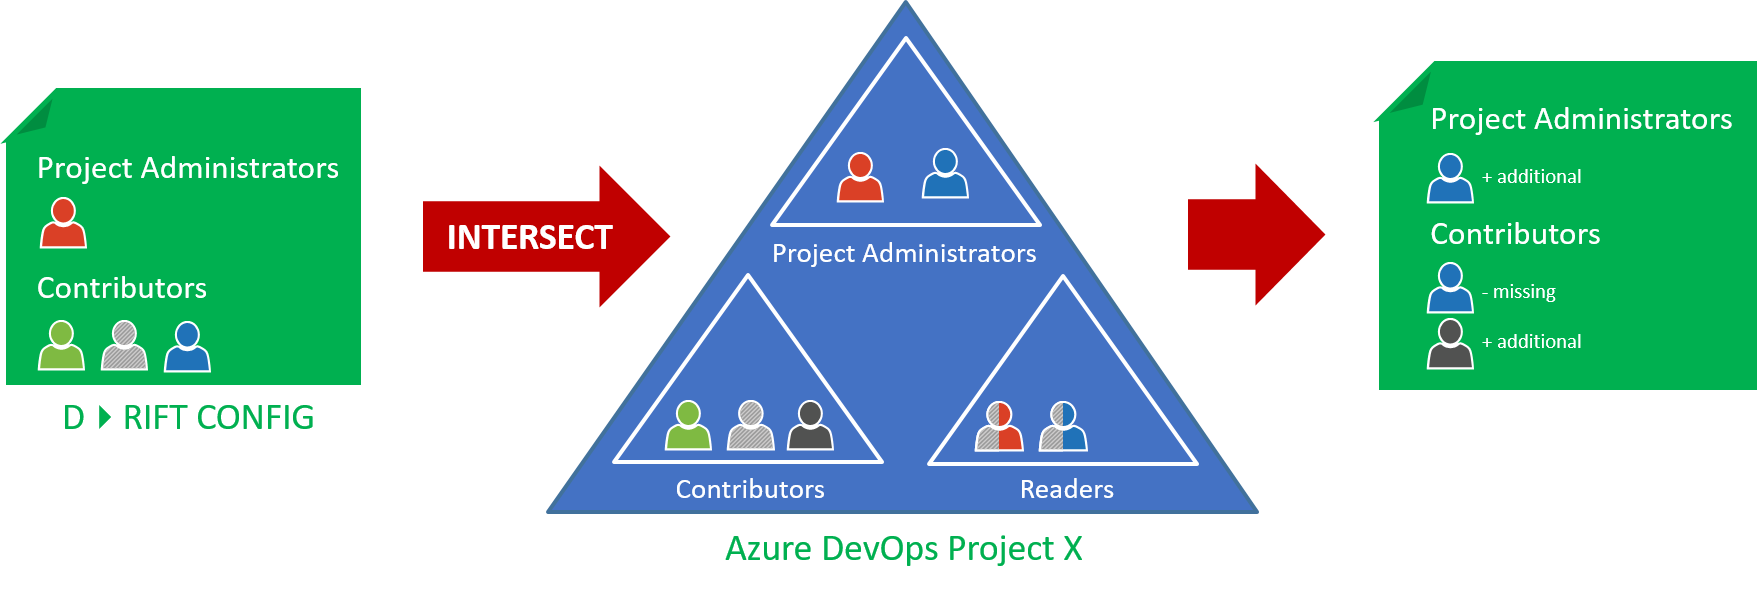 Project Administrators
Contributors
D RIFT CONFIG
INTERSECT
Project Administrators
Contributors
Readers
Azure DevOps Project X
Project Administrators
+ additional
Contributors
- missing
+ additional